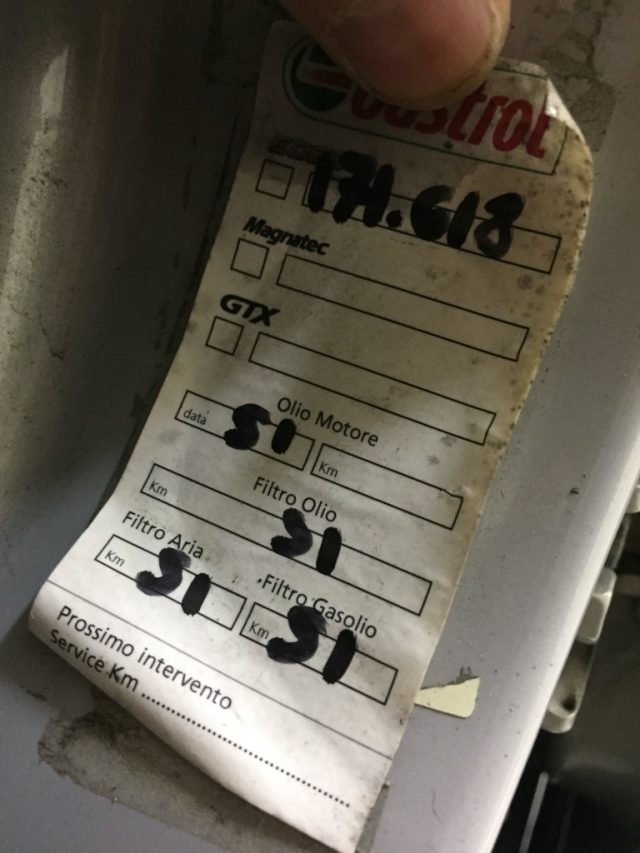 Castrol
EDGE
171.618
Magnatec
GTX
Olio Motore
data SI Km
Filtro Olio
Km SI
Filtro Aria
Km SI
Filtro Gasolio
Km SI
Prossimo intervento
Service Km ................................